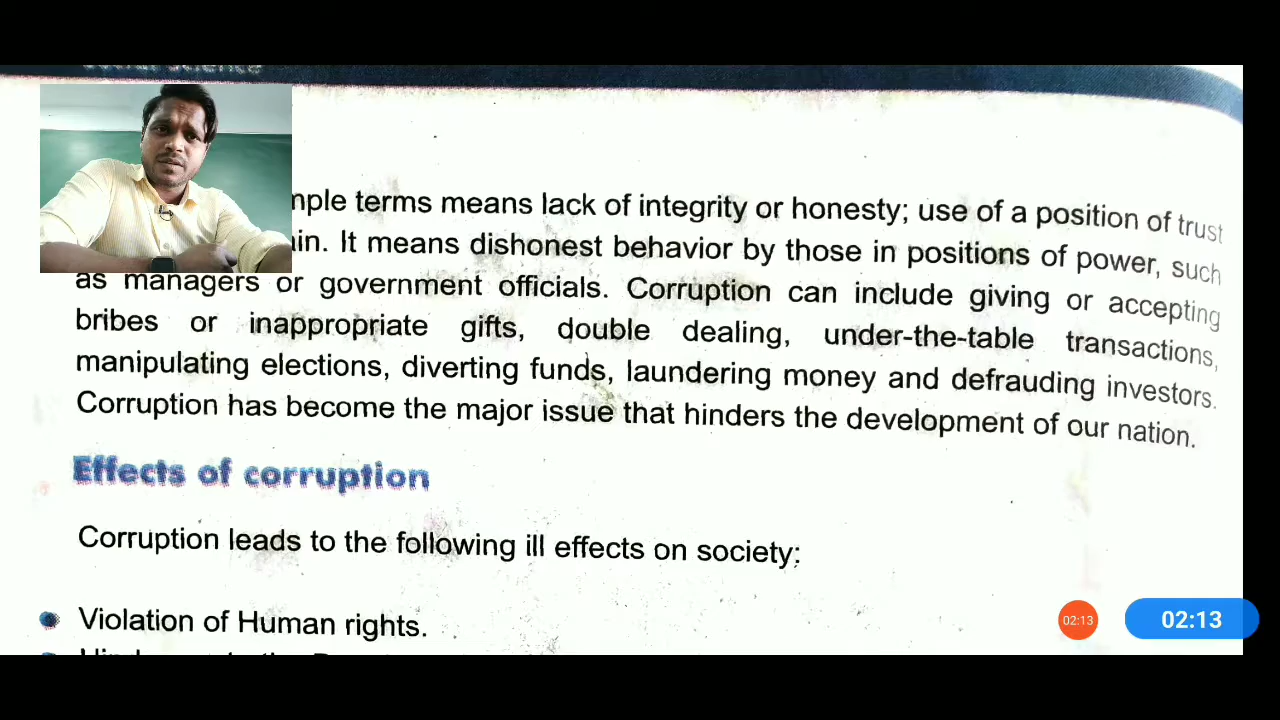 terms means lack of integrity or honesty; use of a position of trust
It means dishonest behavior by those in positions of power, such
as managers or government officials. Corruption can include giving or accepting
bribes or inappropriate gifts, double dealing, under-the-table transactions,
manipulating elections, diverting funds, laundering money and defrauding investors.
Corruption has become the major issue that hinders the development of our nation.
Effects of corruption
Corruption leads to the following ill effects on society:
Violation of Human rights.
02:13
02:13